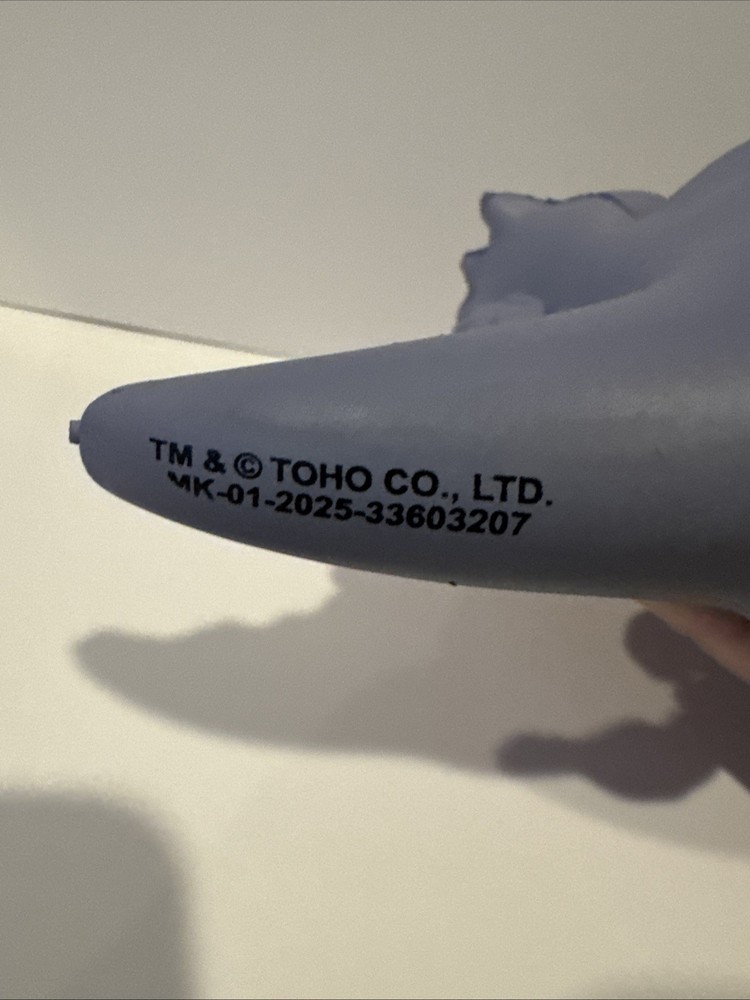 TM & © TOHO CO., LTD.
MK-01-2025-33603207